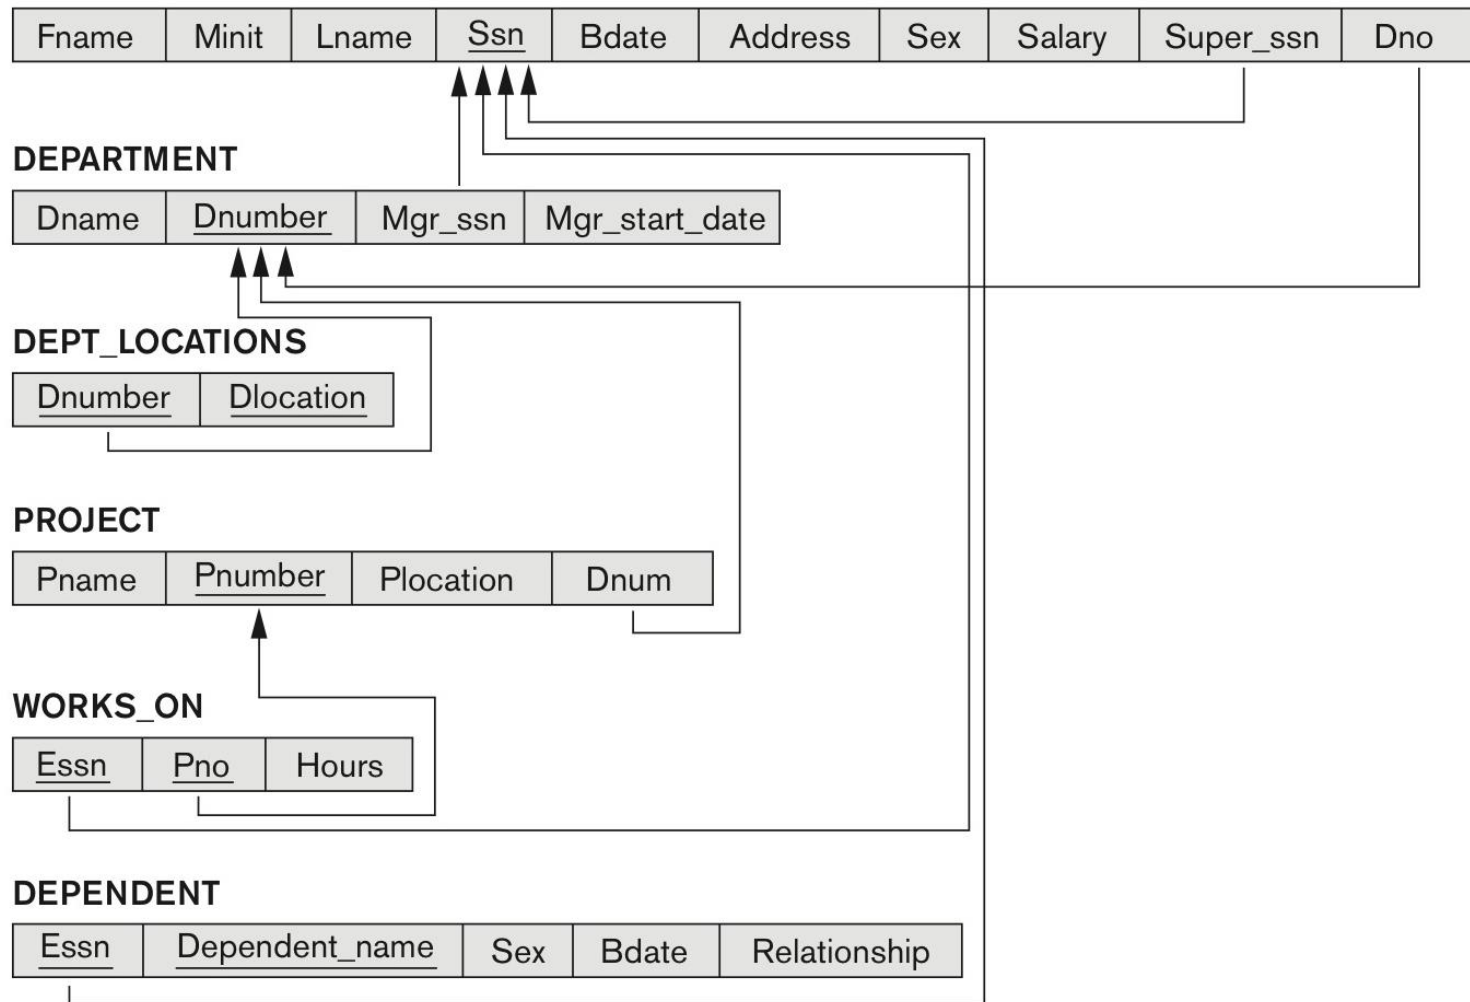 Fname Minit Lname Ssn Bdate Address Sex Salary Super_ssn Dno
DEPARTMENT
Dname Dnumber Mgr_ssn Mgr_start_date
DEPT_LOCATIONS
Dnumber Dlocation
PROJECT
Pname Pnumber Plocation Dnum
WORKS_ON
Essn Pno Hours
DEPENDENT
Essn Dependent_name Sex Bdate Relationship